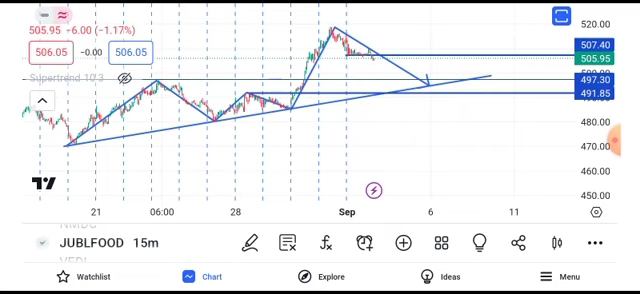 505.95 -6.00 (-1.17%)
506.05 -0.00 506.05
Supertrend 10 3
520.00
507.40
505.95
497.30
491.85
480.00
470.00
460.00
450.00
21 06:00 28 Sep 6 11
NMDC
JUBLFOOD 15m
VEDL
Watchlist Chart Explore Ideas Menu